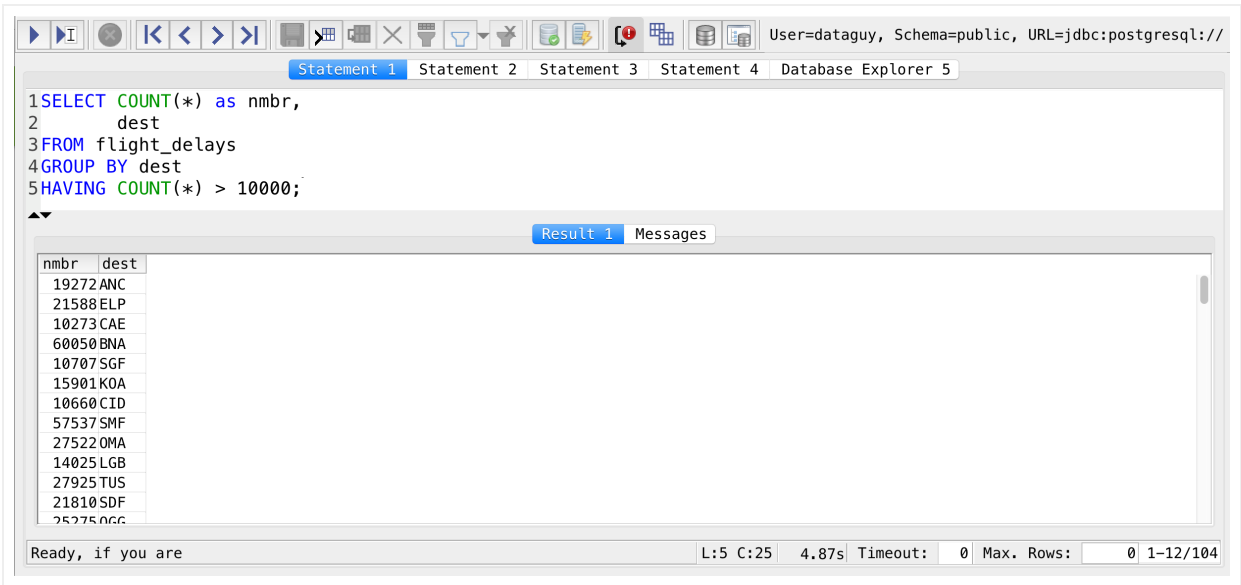 User=dataguy, Schema=public, URL=jdbc:postgresql://
Statement 1 Statement 2 Statement 3 Statement 4 Database Explorer 5
1 SELECT COUNT(*) as nmbr,
2 dest
3 FROM flight_delays
4 GROUP BY dest
5 HAVING COUNT(*) > 10000;
Result 1 Messages
nmbr dest
19272 ANC
21588 ELP
10273 CAE
60050 BNA
10707 SGF
15901 KOA
10660 CID
57537 SMF
27522 OMA
14025 LGB
27925 TUS
21810 SDF
25275 OGG
Ready, if you are L:5 C:25 4.87s Timeout: 0 Max. Rows: 0 1-12/104